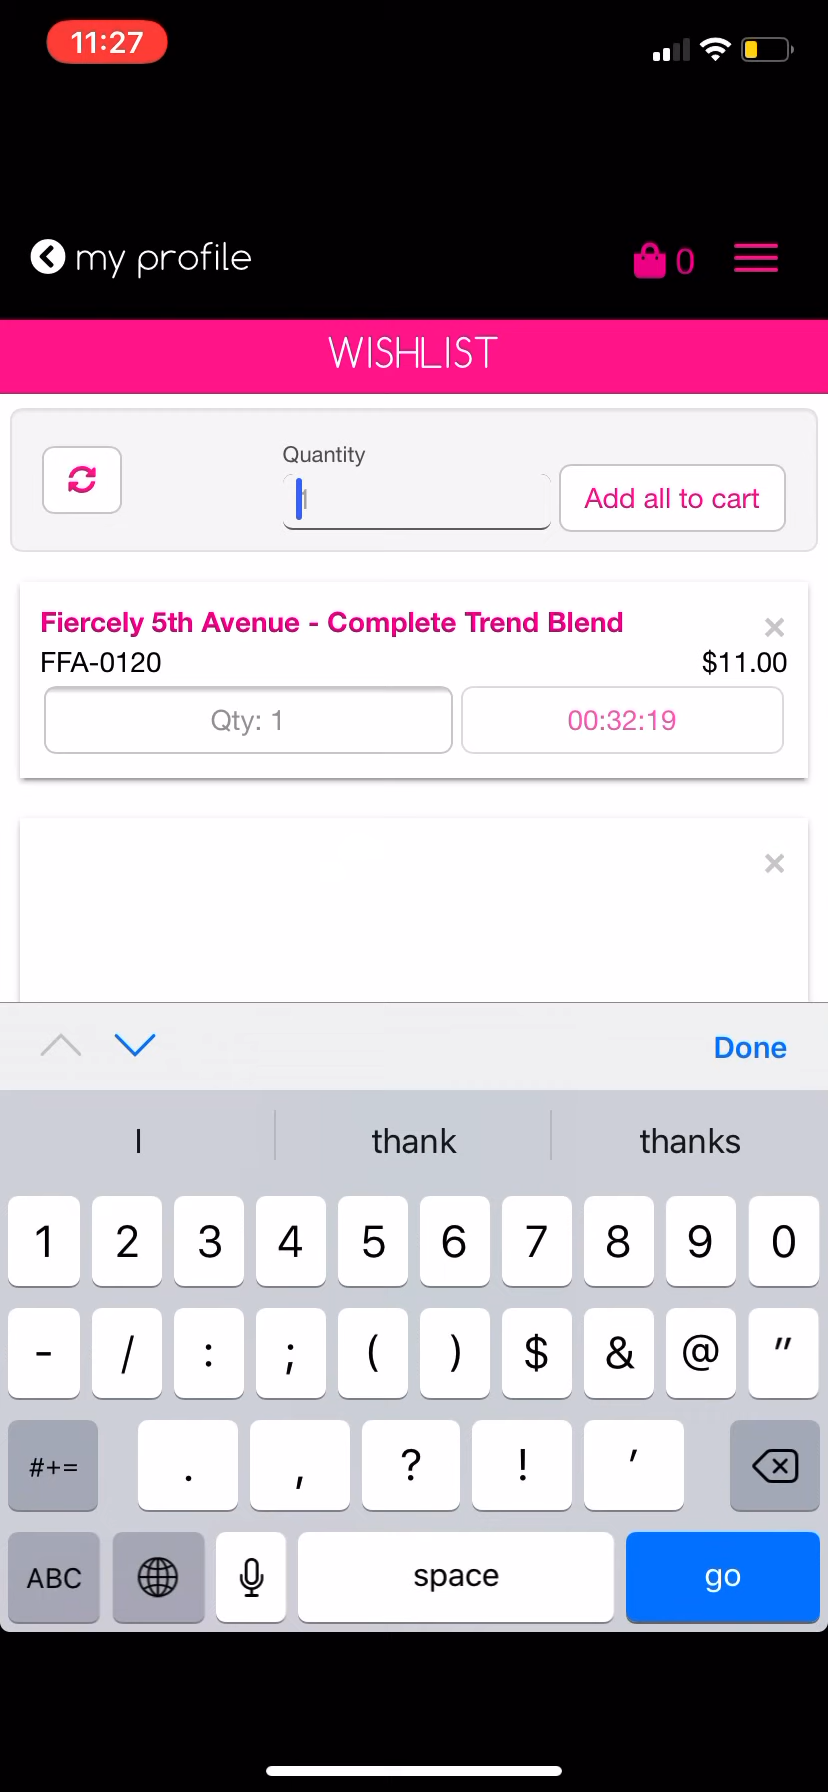 11:27
my profile
0
WISHLIST
Quantity
1
Add all to cart
Fiercely 5th Avenue - Complete Trend Blend
FFA-0120
$11.00
Qty: 1
00:32:19
Done
I thank thanks
1 2 3 4 5 6 7 8 9 0
- / : ; ( ) $ & @ "
#+= . , ? ! '
ABC space go